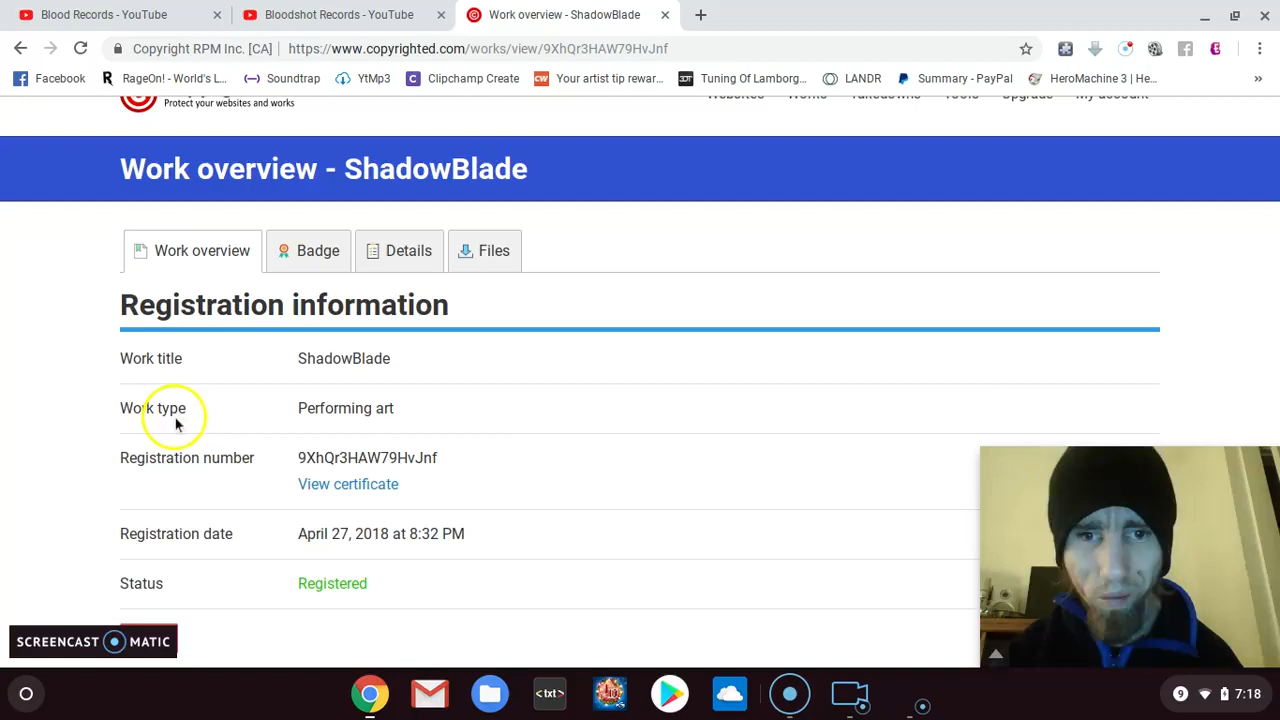 Blood Records - YouTube
Bloodshot Records - YouTube
Work overview - ShadowBlade
Copyright RPM Inc. [CA]
https://www.copyrighted.com/works/view/9XhQr3HAW79HvJnf
Facebook
RageOn! - World's L...
Soundtrap
YtMp3
Clipchamp Create
Your artist tip rewar...
Tuning Of Lamborg...
LANDR
Summary - PayPal
HeroMachine 3 | He...
»
Protect your websites and works
Websites
Works
Takedowns
Tools
Upgrade
My account
Work overview - ShadowBlade
Work overview
Badge
Details
Files
Registration information
Work title ShadowBlade
Work type Performing art
Registration number 9XhQr3HAW79HvJnf
View certificate
Registration date April 27, 2018 at 8:32 PM
Status Registered
SCREENCAST MATIC
<txt>
9
7:18